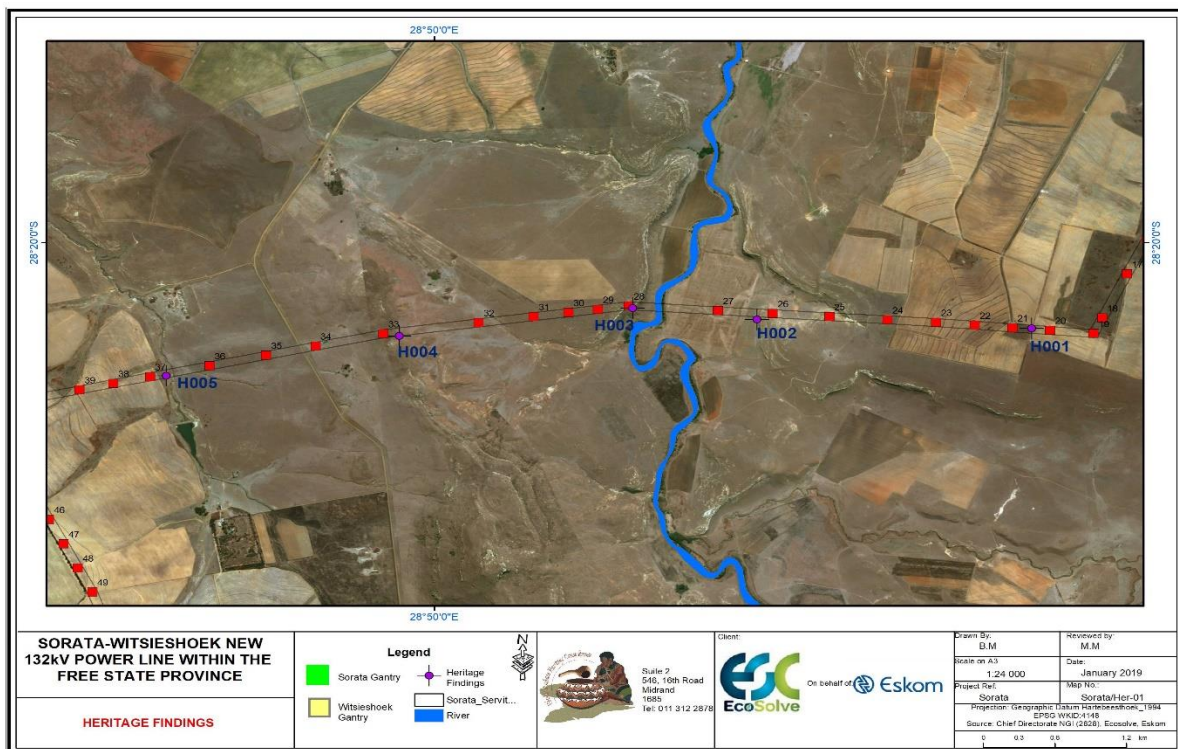 28°50'0"E
28°20'0"S
28°20'0"S
17
18
19
20
21
22
23
24
25
26
27
28
29
30
31
32
33
34
35
36
37
38
39
46
47
48
49
H001
H002
H003
H004
H005
28°50'0"E
SORATA-WITSIESHOEK NEW
132kV POWER LINE WITHIN THE
FREE STATE PROVINCE
HERITAGE FINDINGS
Legend
Sorata Gantry
Heritage
Findings
Witsieshoek
Gantry
Sorata_Servit...
River
N
Suite 2
546, 16th Road
Midrand
1685
Tel: 011 312 2878
Client:
ESC
EcoSolve
On behalf of:
Eskom
Drawn By:
B.M
Reviewed by:
M.M
Scale on A3
1:24 000
Date:
January 2019
Project Ref:
Sorata
Map No.:
Sorata/Her-01
Projection: Geographic Datum Hartebeesthoek_1994
EPSG WKID:4148
Source: Chief Directorate NGI (2828), Ecosolve, Eskom
0 0.3 0.6 1.2 km